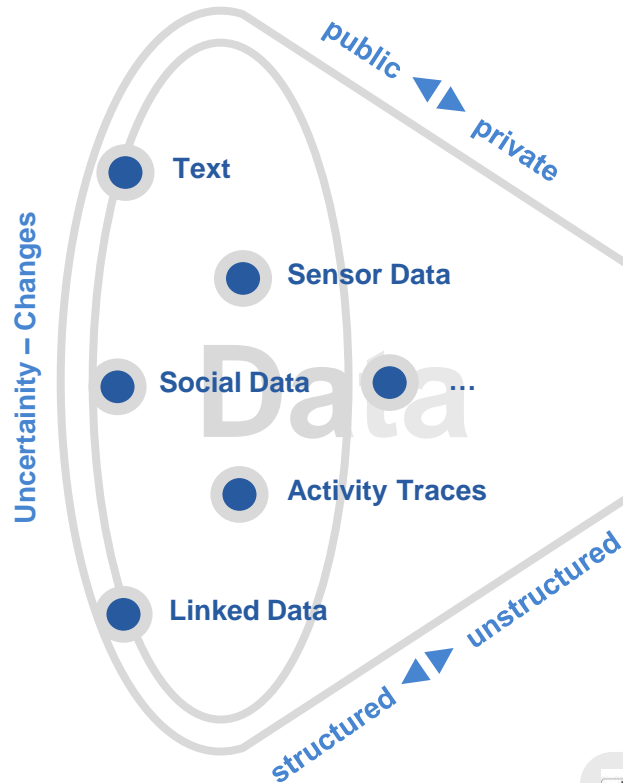 public ◀▶ private
Text
Sensor Data
Uncertainity – Changes
Data
Social Data
...
Activity Traces
Linked Data
structured ◀▶ unstructured